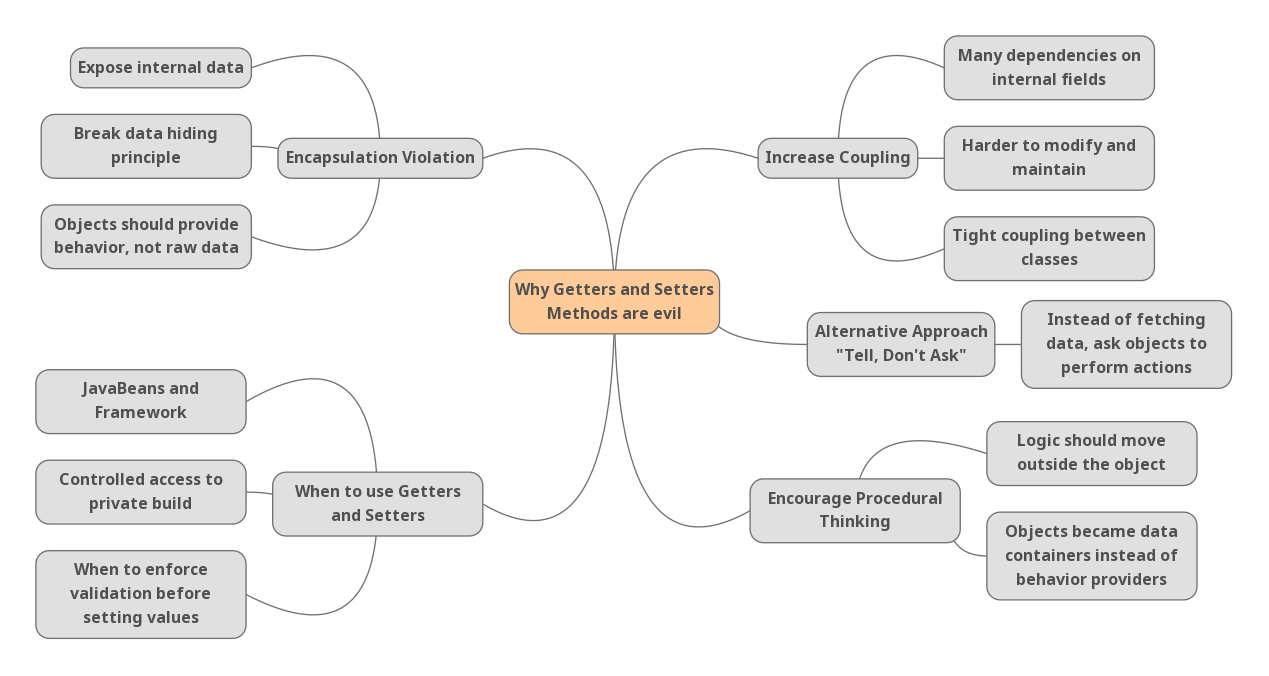 Why Getters and Setters
Methods are evil
Encapsulation Violation
Expose internal data
Break data hiding
principle
Objects should provide
behavior, not raw data
When to use Getters
and Setters
JavaBeans and
Framework
Controlled access to
private build
When to enforce
validation before
setting values
Increase Coupling
Many dependencies on
internal fields
Harder to modify and
maintain
Tight coupling between
classes
Alternative Approach
"Tell, Don't Ask"
Instead of fetching
data, ask objects to
perform actions
Encourage Procedural
Thinking
Logic should move
outside the object
Objects became data
containers instead of
behavior providers